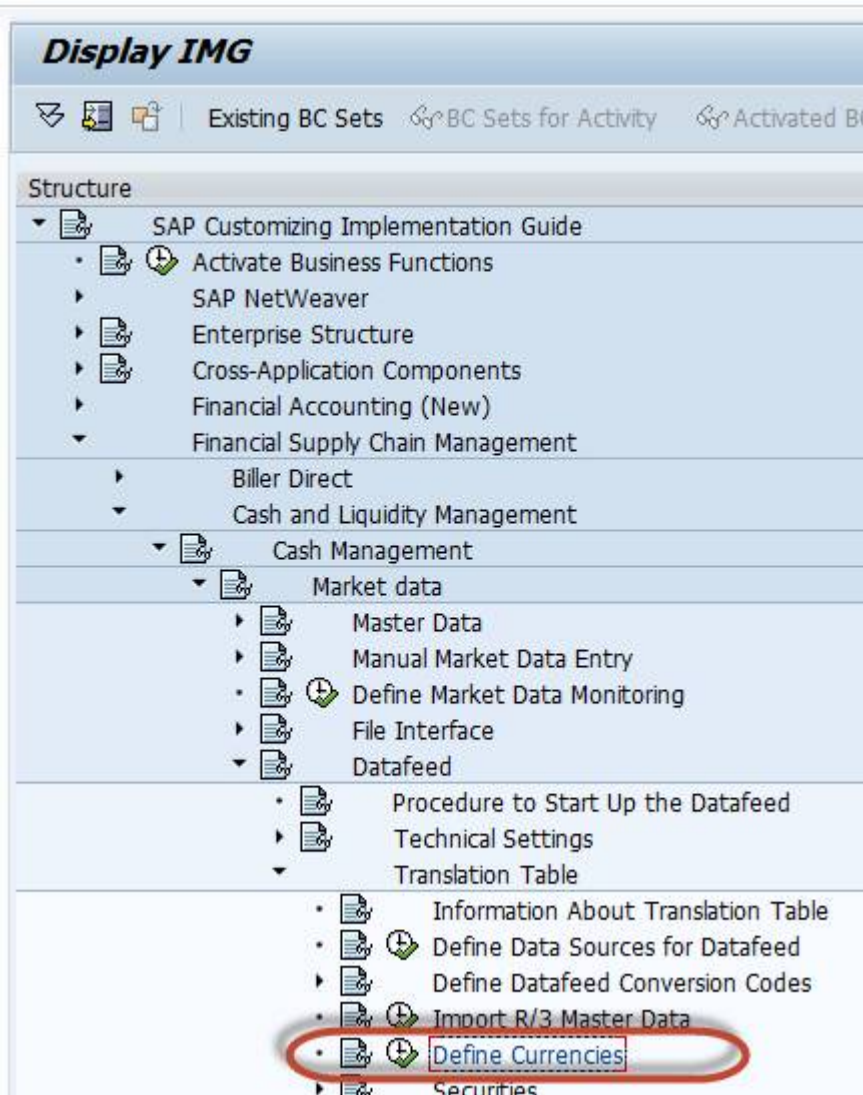 Display IMG
Existing BC Sets BC Sets for Activity Activated
Structure
SAP Customizing Implementation Guide
Activate Business Functions
SAP NetWeaver
Enterprise Structure
Cross-Application Components
Financial Accounting (New)
Financial Supply Chain Management
Biller Direct
Cash and Liquidity Management
Cash Management
Market data
Master Data
Manual Market Data Entry
Define Market Data Monitoring
File Interface
Datafeed
Procedure to Start Up the Datafeed
Technical Settings
Translation Table
Information About Translation Table
Define Data Sources for Datafeed
Define Datafeed Conversion Codes
Import R/3 Master Data
Define Currencies
Securities